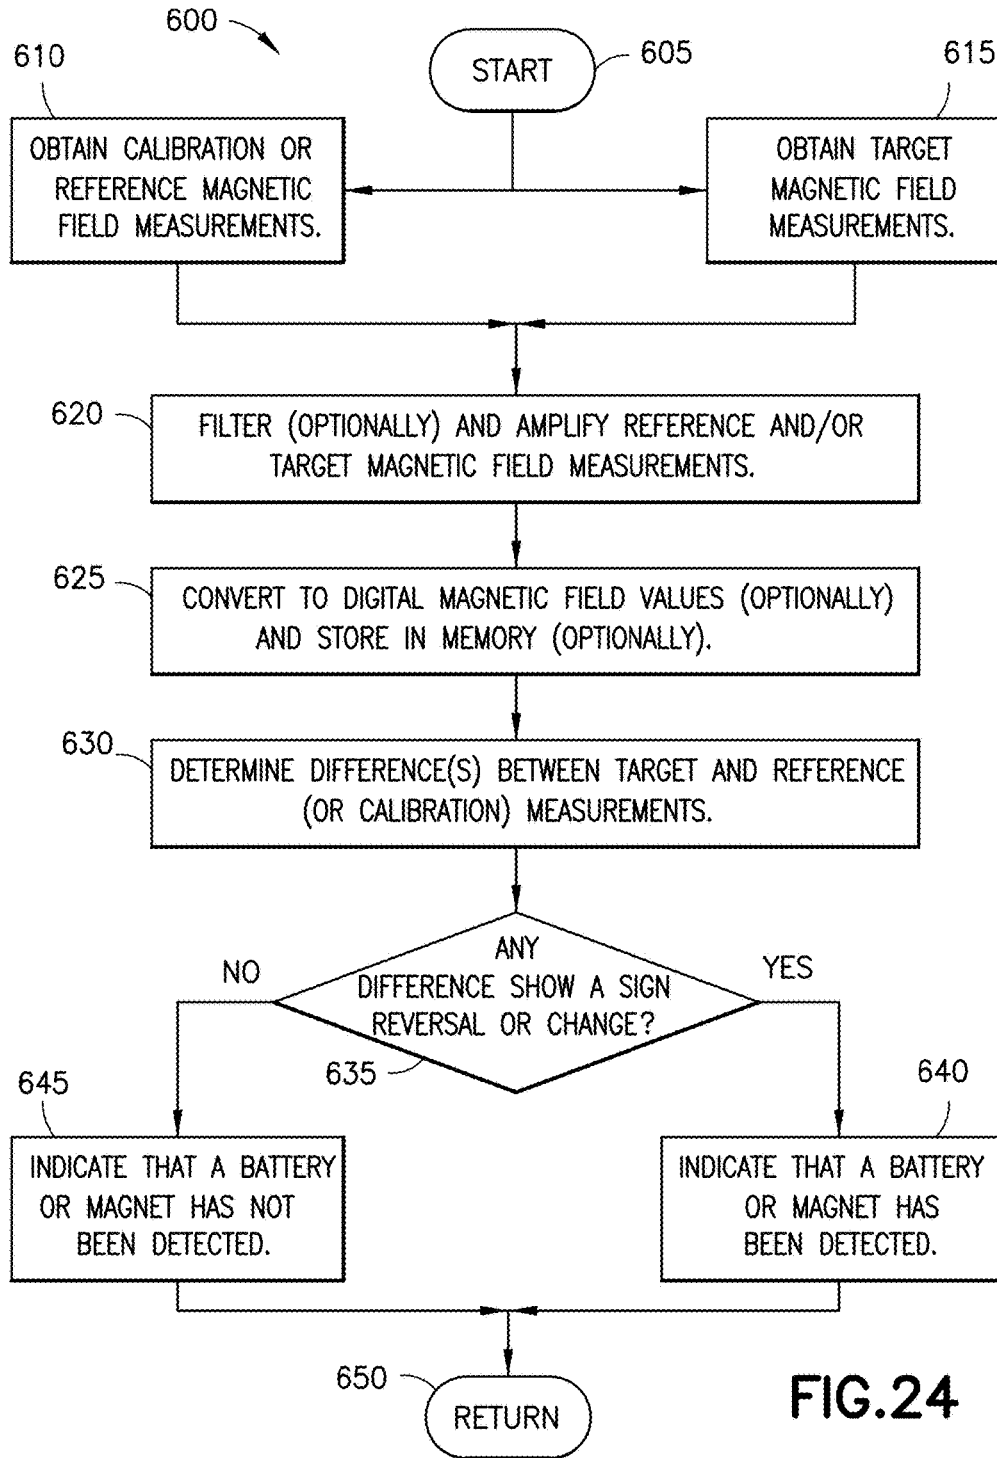 600
START
605
610
OBTAIN CALIBRATION OR
REFERENCE MAGNETIC
FIELD MEASUREMENTS.
615
OBTAIN TARGET
MAGNETIC FIELD
MEASUREMENTS.
620
FILTER (OPTIONALLY) AND AMPLIFY REFERENCE AND/OR
TARGET MAGNETIC FIELD MEASUREMENTS.
625
CONVERT TO DIGITAL MAGNETIC FIELD VALUES (OPTIONALLY)
AND STORE IN MEMORY (OPTIONALLY).
630
DETERMINE DIFFERENCE(S) BETWEEN TARGET AND REFERENCE
(OR CALIBRATION) MEASUREMENTS.
NO
ANY
DIFFERENCE SHOW A SIGN
REVERSAL OR CHANGE?
YES
635
645
INDICATE THAT A BATTERY
OR MAGNET HAS NOT
BEEN DETECTED.
640
INDICATE THAT A BATTERY
OR MAGNET HAS
BEEN DETECTED.
650
RETURN
FIG.24